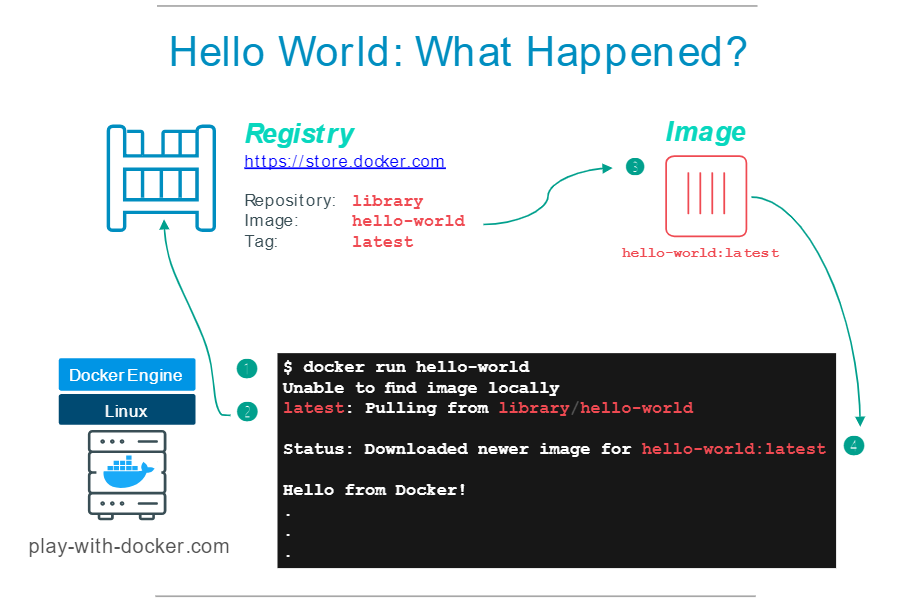 Hello World: What Happened?
Registry
https://store.docker.com
Repository: library
Image: hello-world
Tag: latest
3
Image
hello-world:latest
Docker Engine
Linux
play-with-docker.com
1
$ docker run hello-world
Unable to find image locally
2
latest: Pulling from library/hello-world
Status: Downloaded newer image for hello-world:latest
4
Hello from Docker!
.
.
.